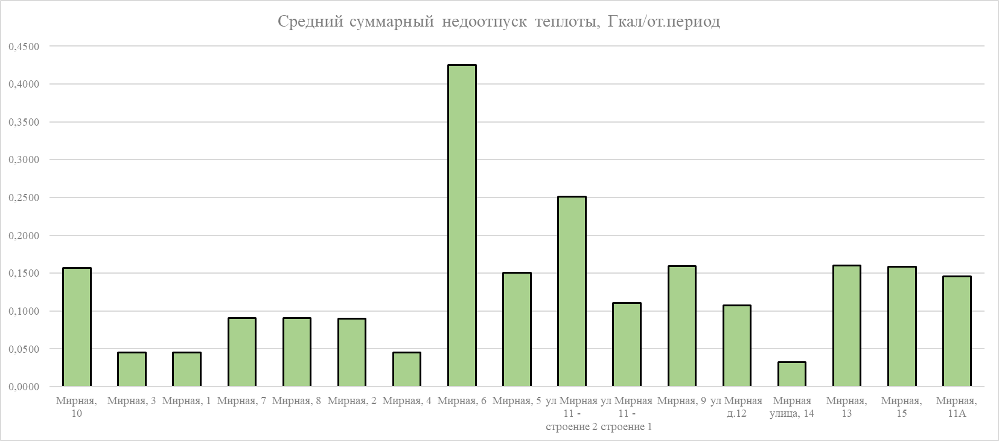 Средний суммарный недоотпуск теплоты, Гкал/от.период
0,4500
0,4000
0,3500
0,3000
0,2500
0,2000
0,1500
0,1000
0,0500
0,0000
Мирная, 10
Мирная, 3
Мирная, 1
Мирная, 7
Мирная, 8
Мирная, 2
Мирная, 4
Мирная, 6
Мирная, 5
ул Мирная
11 -
строение 2
ул Мирная
11 -
строение 1
Мирная, 9
ул Мирная
д.12
Мирная
улица, 14
Мирная,
13
Мирная,
15
Мирная,
11А